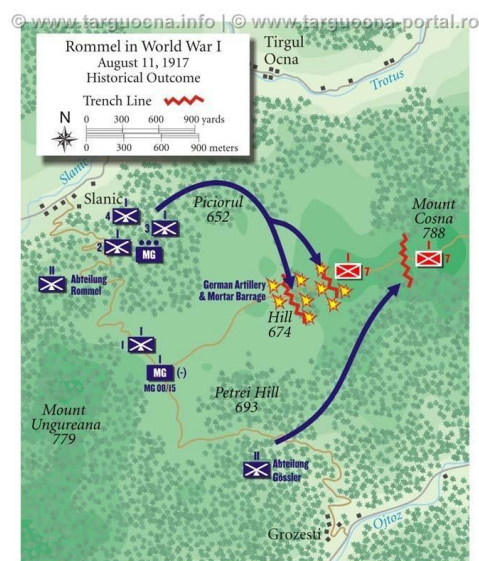 © www.targuocna.info | © www.targuocna-portal.ro
Rommel in World War I
August 11, 1917
Historical Outcome
Trench Line
N
0 300 600 900 yards
0 300 600 900 meters
Tirgul
Ocna
Trotus
Slanic
Slanic
Piciorul
652
Mount
Cosna
788
4
3
2
MG
II
Abteilung
Rommel
German Artillery
& Mortar Barrage
I
7
I
7
Hill
674
I
1
I
MG (-)
MG 08/15
Petrei Hill
693
Mount
Ungureana
779
II
Abteilung
Gössler
Grozesti
Ojtoz